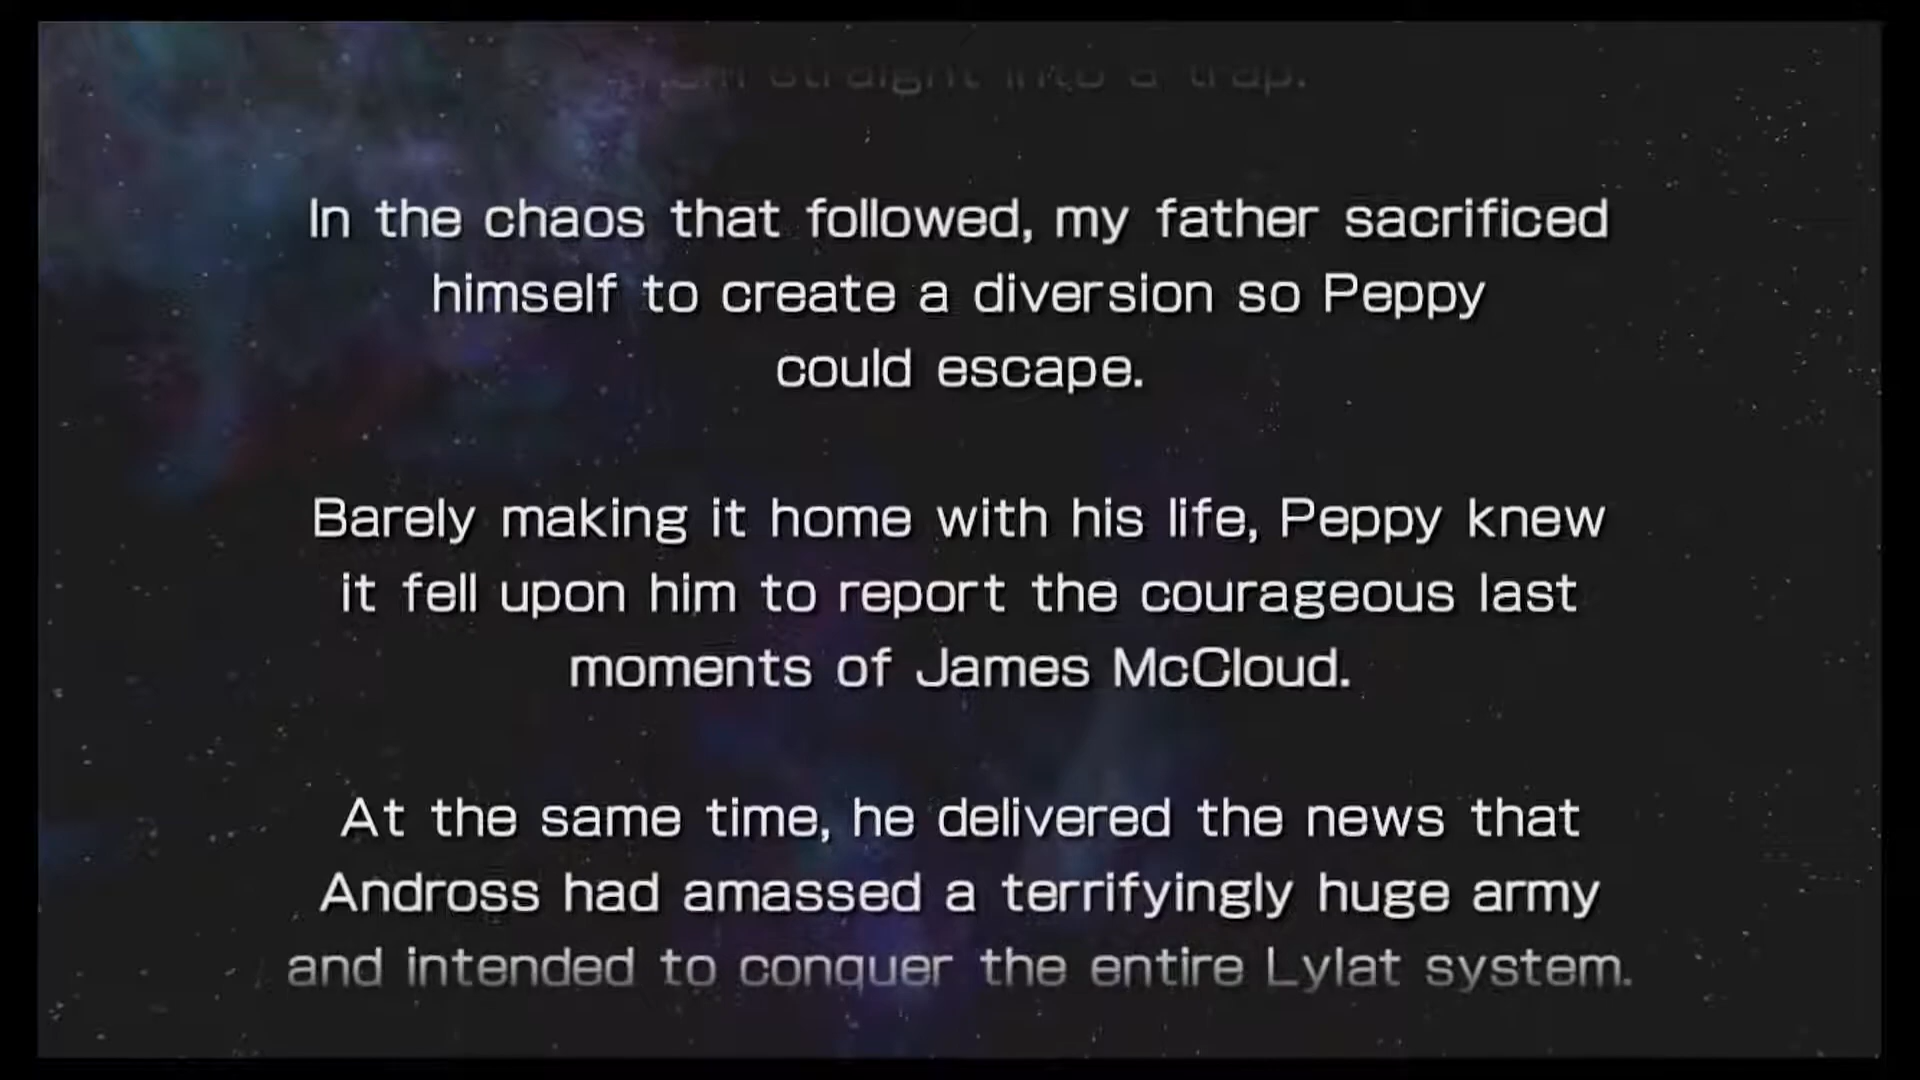 straight into a trap.
In the chaos that followed, my father sacrificed
himself to create a diversion so Peppy
could escape.
Barely making it home with his life, Peppy knew
it fell upon him to report the courageous last
moments of James McCloud.
At the same time, he delivered the news that
Andross had amassed a terrifyingly huge army
and intended to conquer the entire Lylat system.